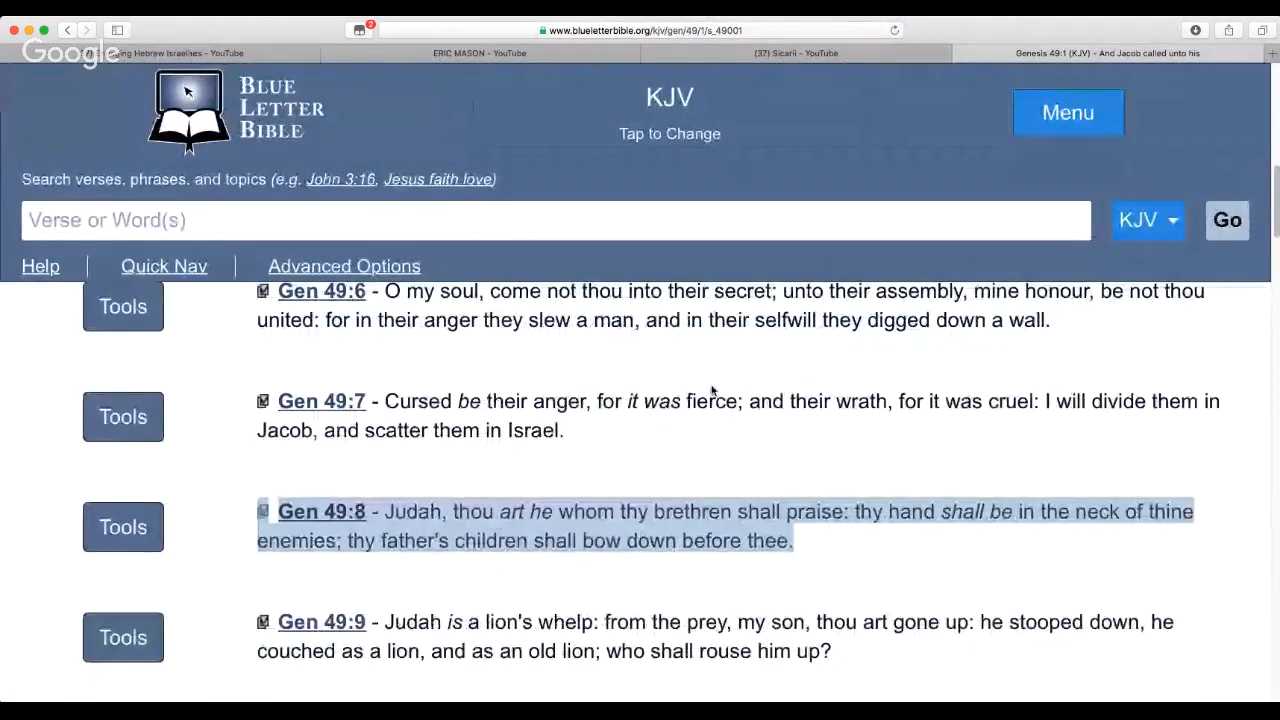 2
www.blueletterbible.org/kjv/gen/49/1/s_49001
Google
ging Hebrew Israelites - YouTube
ERIC MASON - YouTube
(37) Sicarii - YouTube
Genesis 49:1 (KJV) - And Jacob called unto his
BLUE
LETTER
BIBLE
KJV
Tap to Change
Menu
Search verses, phrases, and topics (e.g. John 3:16, Jesus faith love)
Verse or Word(s)
KJV
Go
Help
Quick Nav
Advanced Options
Tools
Gen 49:6 - O my soul, come not thou into their secret; unto their assembly, mine honour, be not thou
united: for in their anger they slew a man, and in their selfwill they digged down a wall.
Tools
Gen 49:7 - Cursed be their anger, for it was fierce; and their wrath, for it was cruel: I will divide them in
Jacob, and scatter them in Israel.
Tools
Gen 49:8 - Judah, thou art he whom thy brethren shall praise: thy hand shall be in the neck of thine
enemies; thy father's children shall bow down before thee.
Tools
Gen 49:9 - Judah is a lion's whelp: from the prey, my son, thou art gone up: he stooped down, he
couched as a lion, and as an old lion; who shall rouse him up?